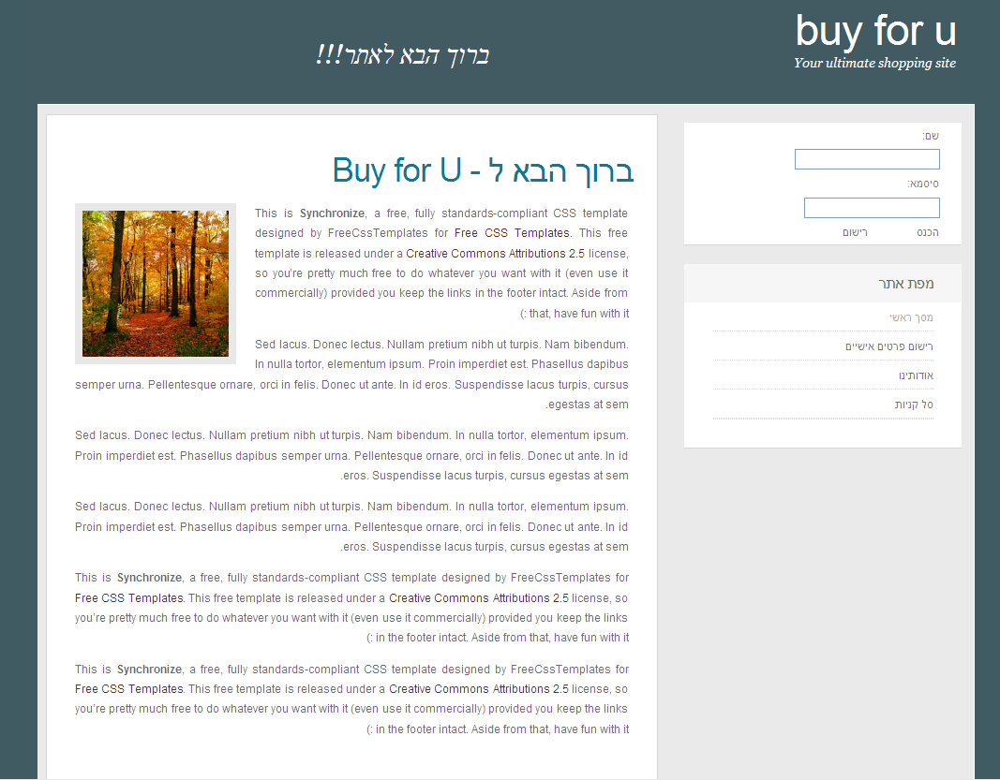 buy for u
Your ultimate shopping site
ברוך הבא לאתר!!!
שם:
סיסמא:
הכנס רישום
מפת אתר
מסך ראשי
רישום פרטים אישיים
אודותינו
סל קניות
ברוך הבא ל - Buy for U
This is Synchronize, a free, fully standards-compliant CSS template
designed by FreeCssTemplates for Free CSS Templates. This free
template is released under a Creative Commons Attributions 2.5 license,
so you're pretty much free to do whatever you want with it (even use it
commercially) provided you keep the links in the footer intact. Aside from
(: that, have fun with it
Sed lacus. Donec lectus. Nullam pretium nibh ut turpis. Nam bibendum.
In nulla tortor, elementum ipsum. Proin imperdiet est. Phasellus dapibus
semper urna. Pellentesque ornare, orci in felis. Donec ut ante. In id eros. Suspendisse lacus turpis, cursus
.egestas at sem
Sed lacus. Donec lectus. Nullam pretium nibh ut turpis. Nam bibendum. In nulla tortor, elementum ipsum.
Proin imperdiet est. Phasellus dapibus semper urna. Pellentesque ornare, orci in felis. Donec ut ante. In id
.eros. Suspendisse lacus turpis, cursus egestas at sem
Sed lacus. Donec lectus. Nullam pretium nibh ut turpis. Nam bibendum. In nulla tortor, elementum ipsum.
Proin imperdiet est. Phasellus dapibus semper urna. Pellentesque ornare, orci in felis. Donec ut ante. In id
.eros. Suspendisse lacus turpis, cursus egestas at sem
This is Synchronize, a free, fully standards-compliant CSS template designed by FreeCssTemplates for
Free CSS Templates. This free template is released under a Creative Commons Attributions 2.5 license, so
you're pretty much free to do whatever you want with it (even use it commercially) provided you keep the links
(: in the footer intact. Aside from that, have fun with it
This is Synchronize, a free, fully standards-compliant CSS template designed by FreeCssTemplates for
Free CSS Templates. This free template is released under a Creative Commons Attributions 2.5 license, so
you're pretty much free to do whatever you want with it (even use it commercially) provided you keep the links
(: in the footer intact. Aside from that, have fun with it